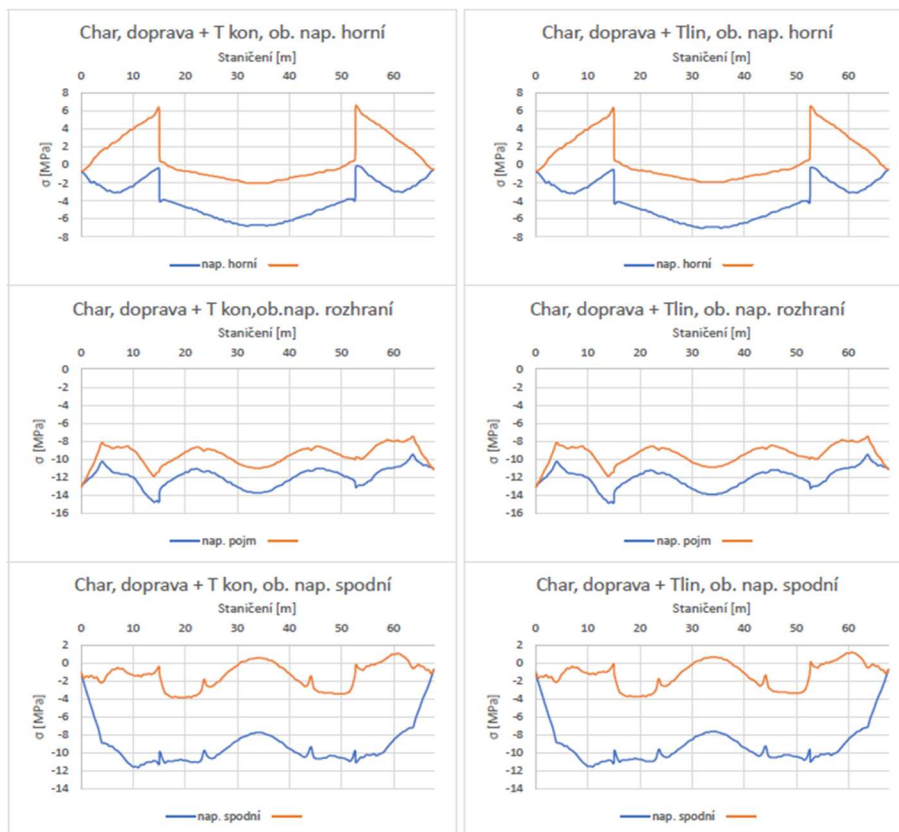 Char, doprava + T kon, ob. nap. horní
Staničení [m]
0 10 20 30 40 50 60
8
6
4
2
0
-2
-4
-6
-8
σ [MPa]
nap. horní
Char, doprava + Tlin, ob. nap. horní
Staničení [m]
0 10 20 30 40 50 60
8
6
4
2
0
-2
-4
-6
-8
σ [MPa]
nap. horní
Char, doprava + T kon,ob.nap. rozhraní
Staničení [m]
0 10 20 30 40 50 60
0
-2
-4
-6
-8
-10
-12
-14
-16
σ [MPa]
nap. pojm
Char, doprava + Tlin, ob. nap. rozhraní
Staničení [m]
0 10 20 30 40 50 60
0
-2
-4
-6
-8
-10
-12
-14
-16
σ [MPa]
nap. pojm
Char, doprava + T kon, ob. nap. spodní
Staničení [m]
0 10 20 30 40 50 60
2
0
-2
-4
-6
-8
-10
-12
-14
σ [MPa]
nap. spodní
Char, doprava + Tlin, ob. nap. spodní
Staničení [m]
0 10 20 30 40 50 60
2
0
-2
-4
-6
-8
-10
-12
-14
σ [MPa]
nap. spodní